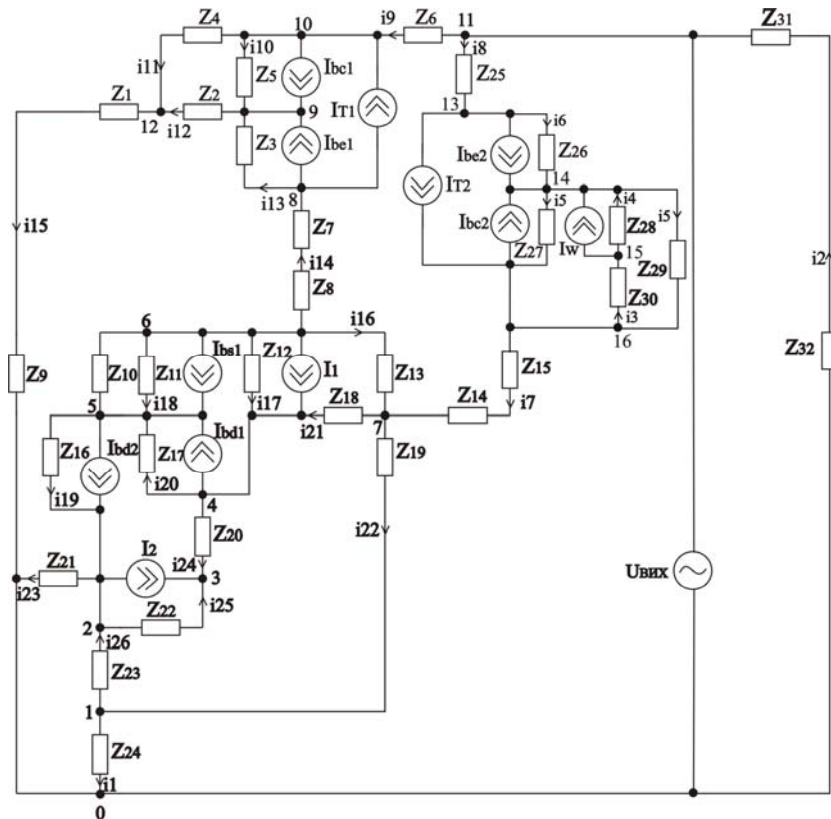 Z4
i9
Z6
11
Z31
10
i10
i8
i11
Z5
Ibc1
Z25
Z1
Z2
9
IT1
13
12
i12
Z3
Ibe1
i6
Ibe2
Z26
IT2
14
8
i13
i5
i4
i5
Ibc2
Z28
i15
Z7
Z27
Iw
15
Z29
i2
i14
Z30
Z8
i3
6
i16
16
Z32
Ibs1
Z12
Z9
Z10
Z11
I1
Z13
Z15
i18
i17
Z18
Z14
i7
5
Ibd2
i21
7
Z16
Z17
Ibd1
Z19
i19
i20
4
Z20
i22
Z21
I2
i24
3
Uвих
i23
i25
2
Z22
i26
Z23
1
Z24
i1
0